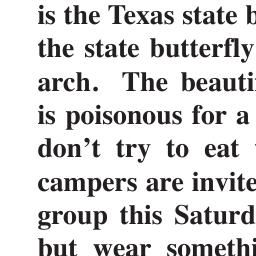 is the Texas state b
the state butterfly
arch. The beauti
is poisonous for a
don't try to eat
campers are invite
group this Saturd
but wear somethi